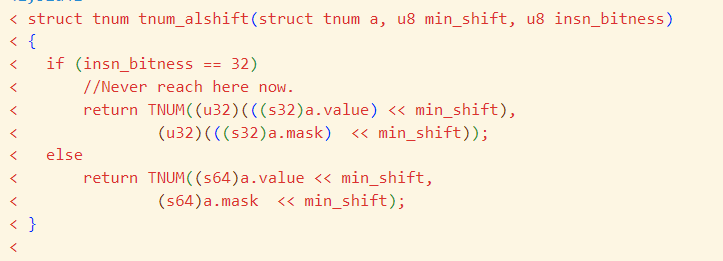 < struct tnum tnum_alshift(struct tnum a, u8 min_shift, u8 insn_bitness)
< {
<   if (insn_bitness == 32)
<       //Never reach here now.
<       return TNUM((u32)(((s32)a.value) << min_shift),
<               (u32)(((s32)a.mask)  << min_shift));
<   else
<       return TNUM((s64)a.value << min_shift,
<               (s64)a.mask  << min_shift);
< }
<